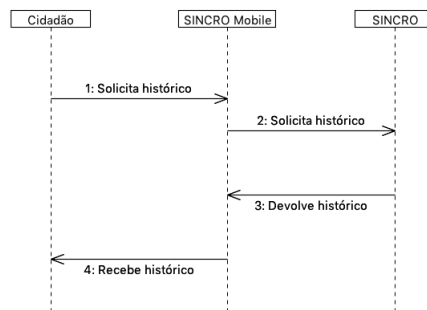 Cidadão
SINCRO Mobile
SINCRO
1: Solicita histórico
2: Solicita histórico
3: Devolve histórico
4: Recebe histórico